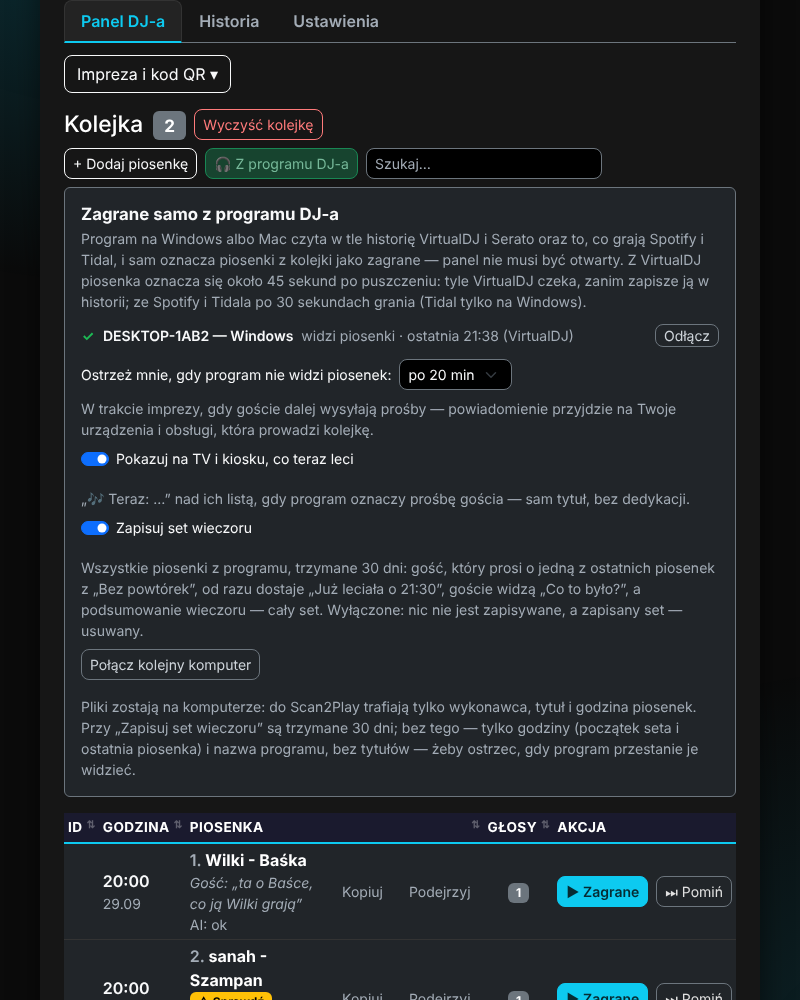 Panel DJ-a Historia Ustawienia
Impreza i kod QR ▾
Kolejka 2 Wyczyść kolejkę
+ Dodaj piosenkę 🎧 Z programu DJ-a Szukaj...
Zagrane samo z programu DJ-a
Program na Windows albo Mac czyta w tle historię VirtualDJ i Serato oraz to, co grają Spotify i
Tidal, i sam oznacza piosenki z kolejki jako zagrane — panel nie musi być otwarty. Z VirtualDJ
piosenka oznacza się około 45 sekund po puszczeniu: tyle VirtualDJ czeka, zanim zapisze ją w
historii; ze Spotify i Tidala po 30 sekundach grania (Tidal tylko na Windows).
✓ DESKTOP-1AB2 — Windows widzi piosenki · ostatnia 21:38 (VirtualDJ) Odłącz
Ostrzeż mnie, gdy program nie widzi piosenek: po 20 min
W trakcie imprezy, gdy goście dalej wysyłają prośby — powiadomienie przyjdzie na Twoje
urządzenia i obsługi, która prowadzi kolejkę.
Pokazuj na TV i kiosku, co teraz leci
„🎶 Teraz: ...” nad ich listą, gdy program oznaczy prośbę gościa — sam tytuł, bez dedykacji.
Zapisuj set wieczoru
Wszystkie piosenki z programu, trzymane 30 dni: gość, który prosi o jedną z ostatnich piosenek
z „Bez powtórek”, od razu dostaje „Już leciała o 21:30”, goście widzą „Co to było?”, a
podsumowanie wieczoru — cały set. Wyłączone: nic nie jest zapisywane, a zapisany set —
usuwany.
Połącz kolejny komputer
Pliki zostają na komputerze: do Scan2Play trafiają tylko wykonawca, tytuł i godzina piosenek.
Przy „Zapisuj set wieczoru” są trzymane 30 dni; bez tego — tylko godziny (początek seta i
ostatnia piosenka) i nazwa programu, bez tytułów — żeby ostrzec, gdy program przestanie je
widzieć.
ID ⇅ GODZINA ⇅ PIOSENKA ⇅ GŁOSY ⇅ AKCJA
1. Wilki - Baśka
20:00
29.09
Gość: „ta o Baśce,
co ją Wilki grają”
AI: ok
Kopiuj Podejrzyj 1 ▶ Zagrane ⏭ Pomiń
2. sanah -
Szampan
20:00
⚠ Sprawdź
Kopiuj Podejrzyj 1 ▶ Zagrane ⏭ Pomiń